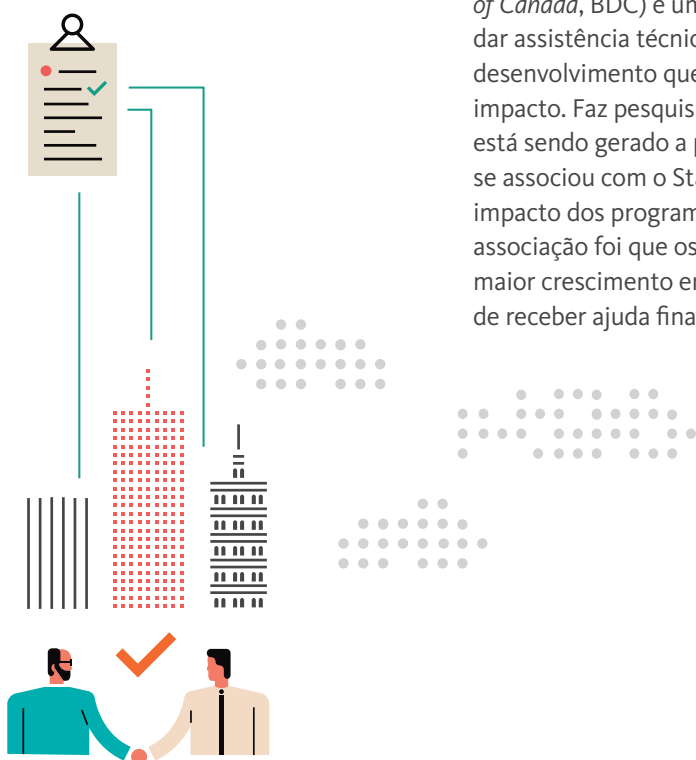 of Canada, BDC) é um
dar assistência técnic
desenvolvimento que
impacto. Faz pesquis
está sendo gerado a p
se associou com o Sta
impacto dos program
associação foi que os
maior crescimento en
de receber ajuda fina